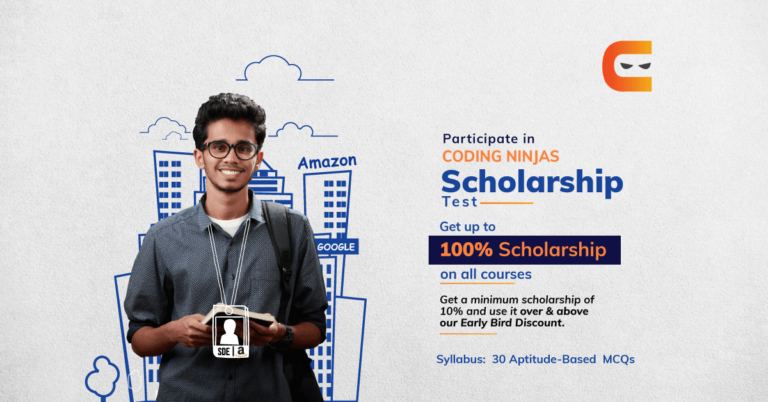 Amazon
GOOGLE
SDE | a
Participate in
CODING NINJAS
Scholarship
Test
Get up to
100% Scholarship
on all courses
Get a minimum scholarship of
10% and use it over & above
our Early Bird Discount.
Syllabus: 30 Aptitude-Based MCQs